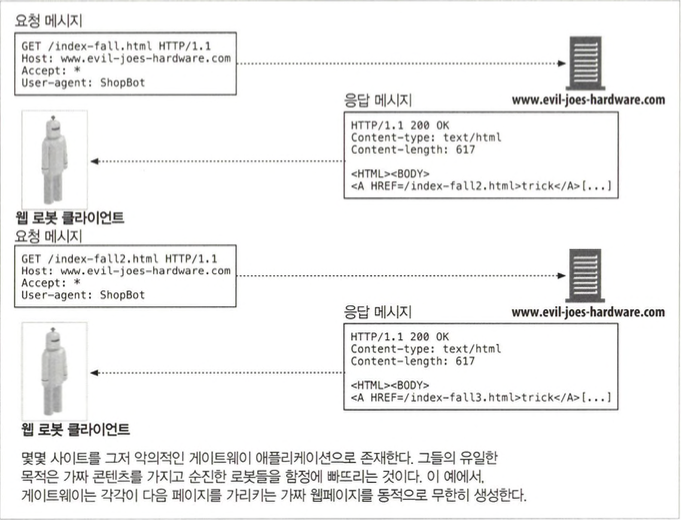 요청 메시지
GET /index-fall.html HTTP/1.1
Host: www.evil-joes-hardware.com
Accept: *
User-agent: ShopBot
www.evil-joes-hardware.com
응답 메시지
HTTP/1.1 200 OK
Content-type: text/html
Content-length: 617
<HTML><BODY>
<A HREF=/index-fall2.html>trick</A>[...]
웹 로봇 클라이언트
요청 메시지
GET /index-fall2.html HTTP/1.1
Host: www.evil-joes-hardware.com
Accept: *
User-agent: ShopBot
www.evil-joes-hardware.com
응답 메시지
HTTP/1.1 200 OK
Content-type: text/html
Content-length: 617
<HTML><BODY>
<A HREF=/index-fall3.html>trick</A>[...]
웹 로봇 클라이언트
몇몇 사이트를 그저 악의적인 게이트웨이 애플리케이션으로 존재한다. 그들의 유일한
목적은 가짜 콘텐츠를 가지고 순진한 로봇들을 함정에 빠뜨리는 것이다. 이 예에서,
게이트웨이는 각각이 다음 페이지를 가리키는 가짜 웹페이지를 동적으로 무한히 생성한다.